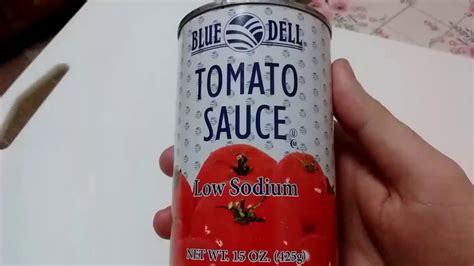 BLUE DELL
TOMATO
SAUCE
Low Sodium
NET WT. 15 OZ. (425g)